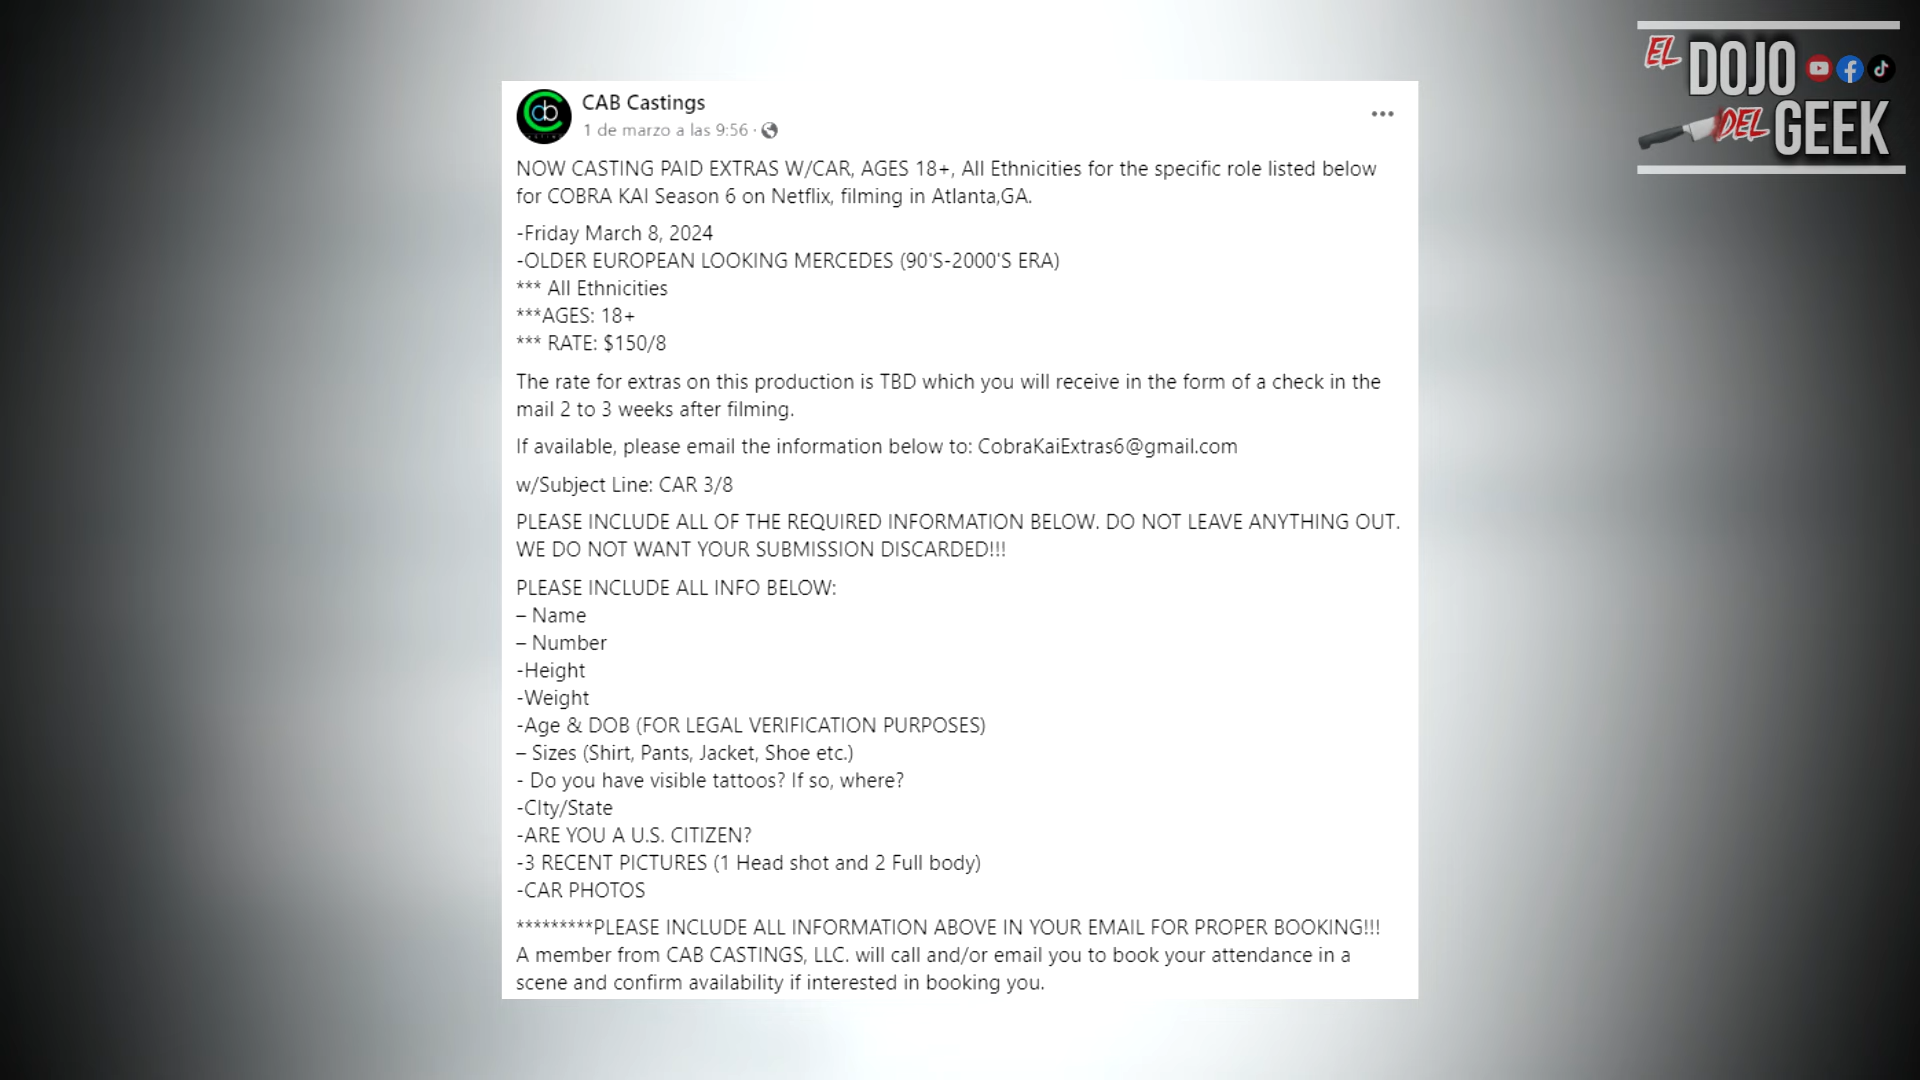 EL DOJO
DEL GEEK
CAB Castings
1 de marzo a las 9:56 ·
NOW CASTING PAID EXTRAS W/CAR, AGES 18+, All Ethnicities for the specific role listed below
for COBRA KAI Season 6 on Netflix, filming in Atlanta,GA.
-Friday March 8, 2024
-OLDER EUROPEAN LOOKING MERCEDES (90'S-2000'S ERA)
*** All Ethnicities
***AGES: 18+
*** RATE: $150/8
The rate for extras on this production is TBD which you will receive in the form of a check in the
mail 2 to 3 weeks after filming.
If available, please email the information below to: CobraKaiExtras6@gmail.com
w/Subject Line: CAR 3/8
PLEASE INCLUDE ALL OF THE REQUIRED INFORMATION BELOW. DO NOT LEAVE ANYTHING OUT.
WE DO NOT WANT YOUR SUBMISSION DISCARDED!!!
PLEASE INCLUDE ALL INFO BELOW:
– Name
– Number
-Height
-Weight
-Age & DOB (FOR LEGAL VERIFICATION PURPOSES)
– Sizes (Shirt, Pants, Jacket, Shoe etc.)
- Do you have visible tattoos? If so, where?
-CIty/State
-ARE YOU A U.S. CITIZEN?
-3 RECENT PICTURES (1 Head shot and 2 Full body)
-CAR PHOTOS
*********PLEASE INCLUDE ALL INFORMATION ABOVE IN YOUR EMAIL FOR PROPER BOOKING!!!
A member from CAB CASTINGS, LLC. will call and/or email you to book your attendance in a
scene and confirm availability if interested in booking you.